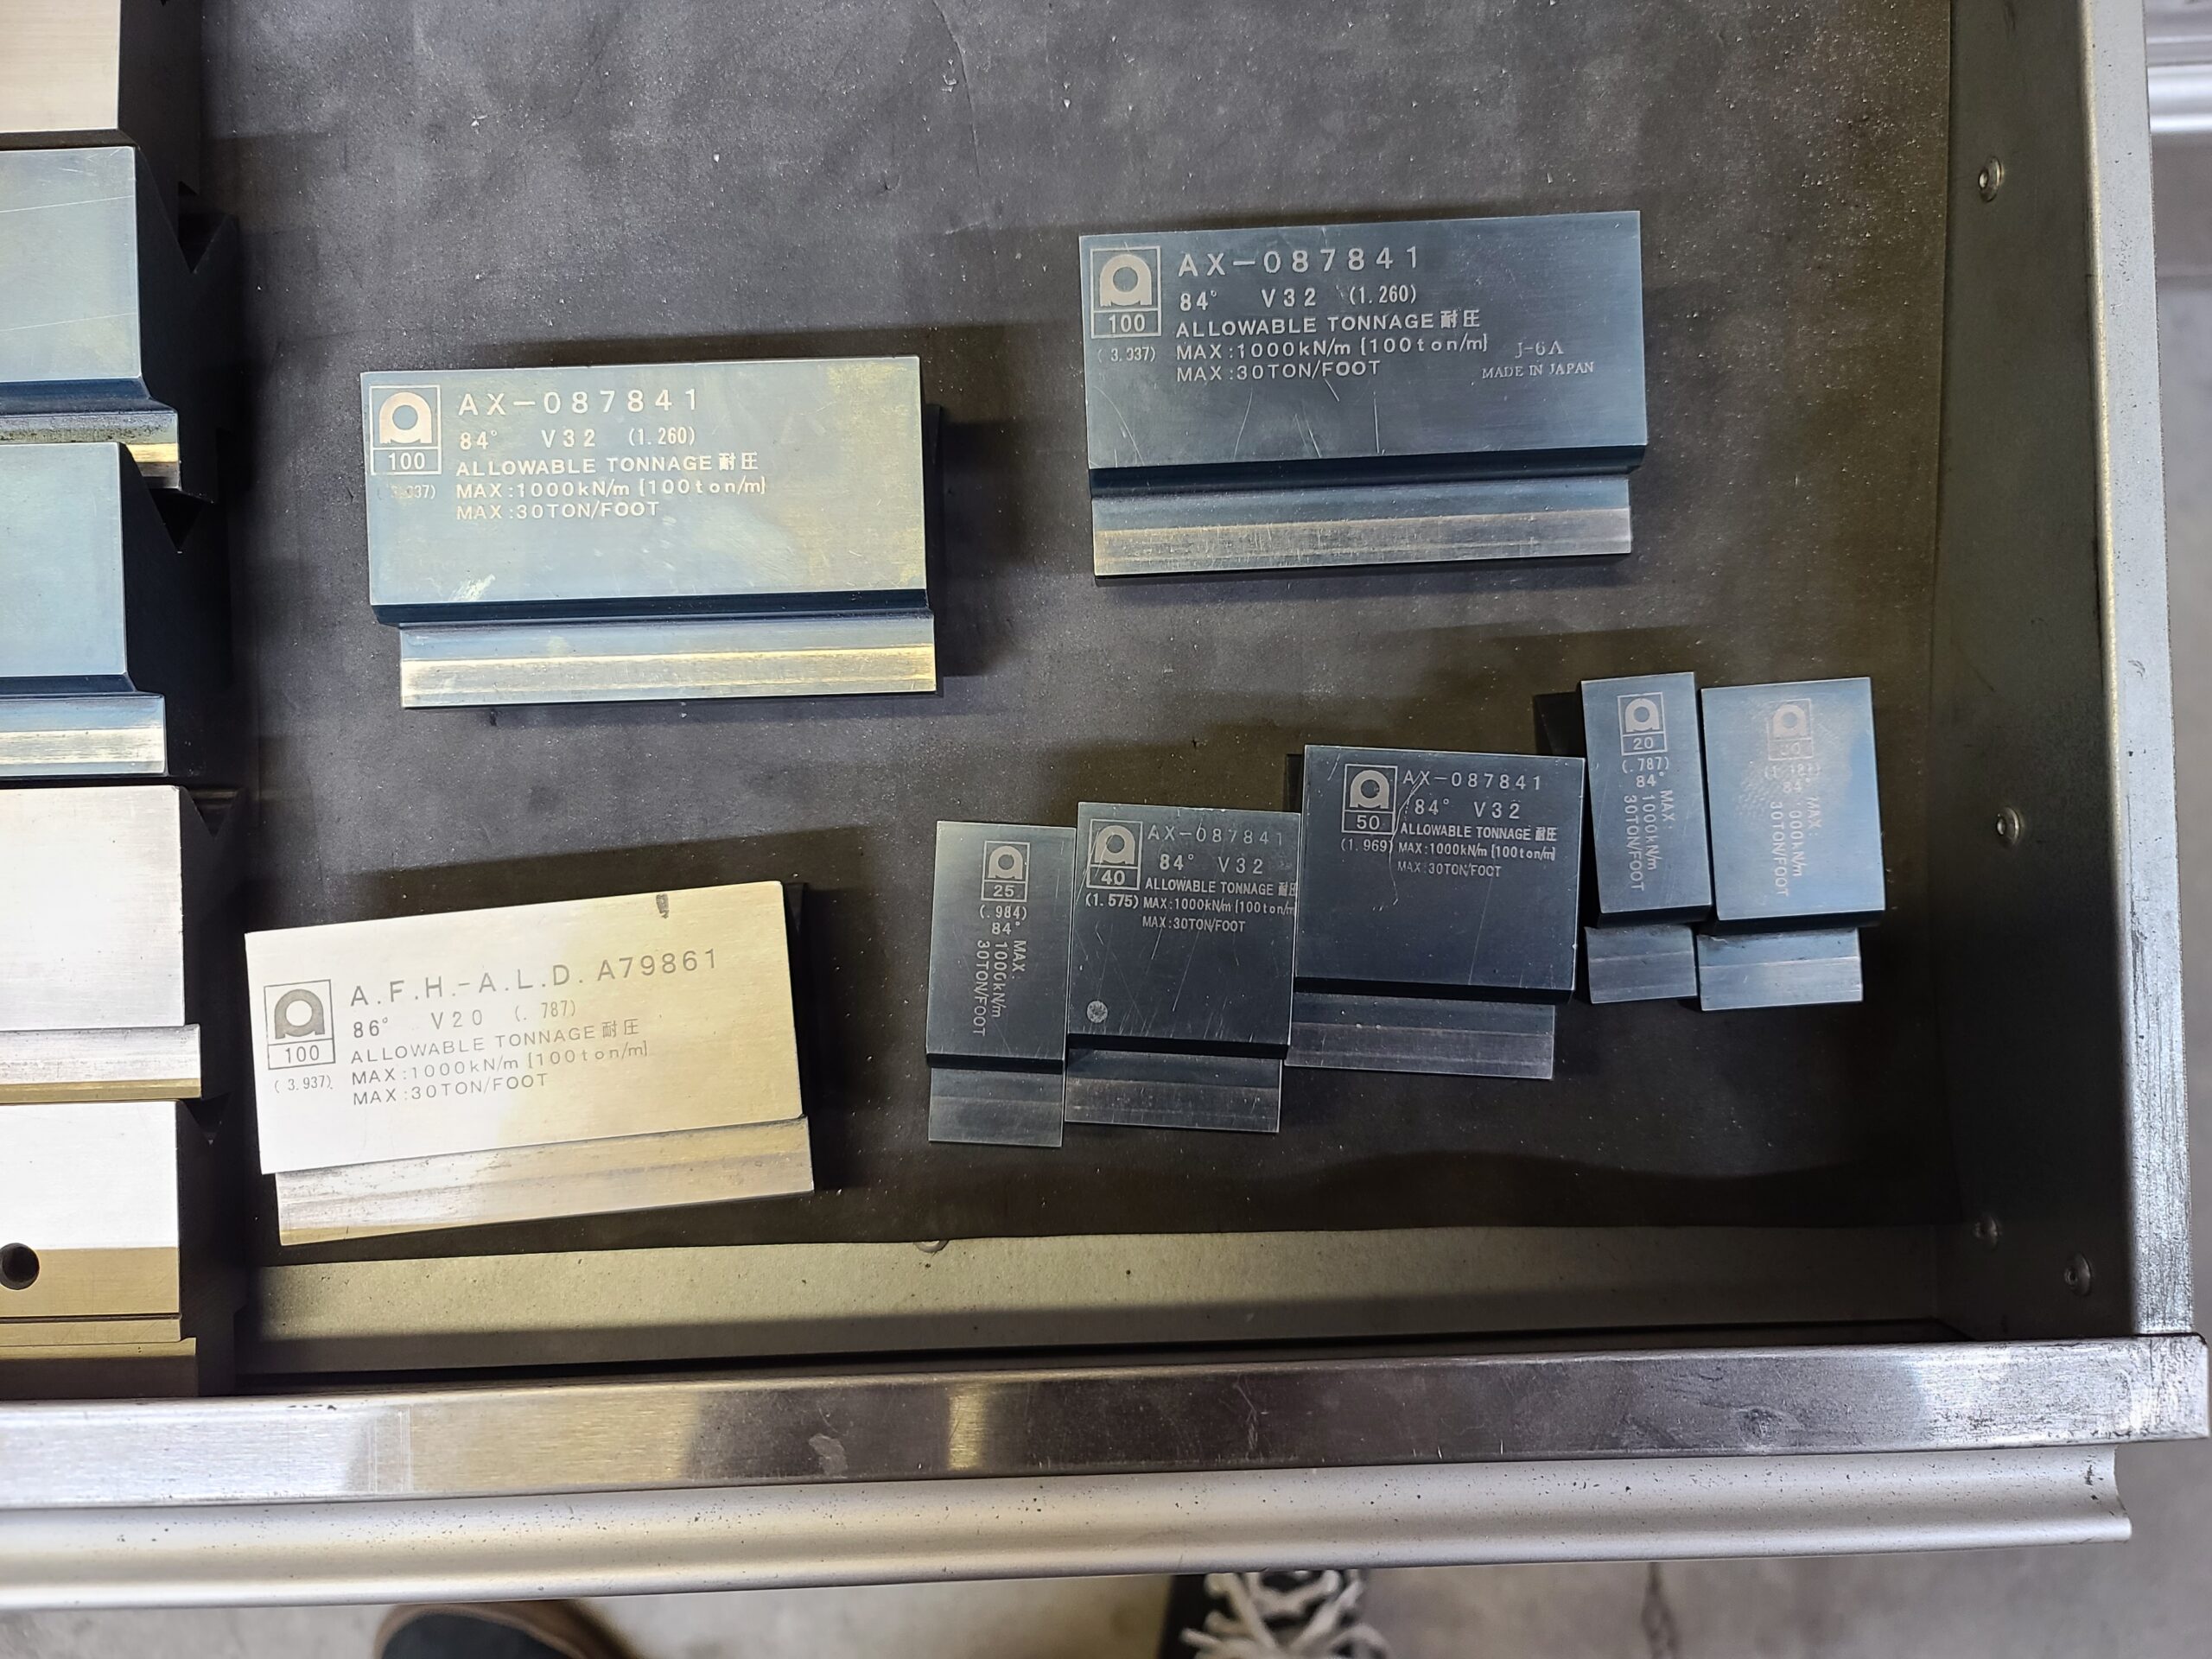 AX-087841
84° V32 (1.260)
100
ALLOWABLE TONNAGE 耐圧
(3.937)
MAX:1000kN/m [100ton/m]
MAX:30TON/FOOT
J-6A
MADE IN JAPAN
AX-087841
84° V32 (1.260)
100
ALLOWABLE TONNAGE 耐圧
MAX:1000kN/m [100ton/m]
MAX:30TON/FOOT
20
(.787)
84°
MAX:
1000kN/m
30TON/FOOT
84°
MAX:
1000kN/m
30TON/FOOT
AX-087841
84° V32
50
ALLOWABLE TONNAGE 耐圧
(1.969) MAX:1000kN/m [100ton/m]
MAX:30TON/FOOT
AX-087841
84° V32
40
ALLOWABLE TONNAGE 耐圧
(1.575) MAX:1000kN/m [100ton/m
MAX:30TON/FOOT
25
(.984)
84°
MAX:
1000kN/m
30TON/FOOT
A.F.H.-A.L.D. A79861
86° V20 (.787)
100
ALLOWABLE TONNAGE 耐圧
(3.937)
MAX:1000kN/m [100ton/m]
MAX:30TON/FOOT